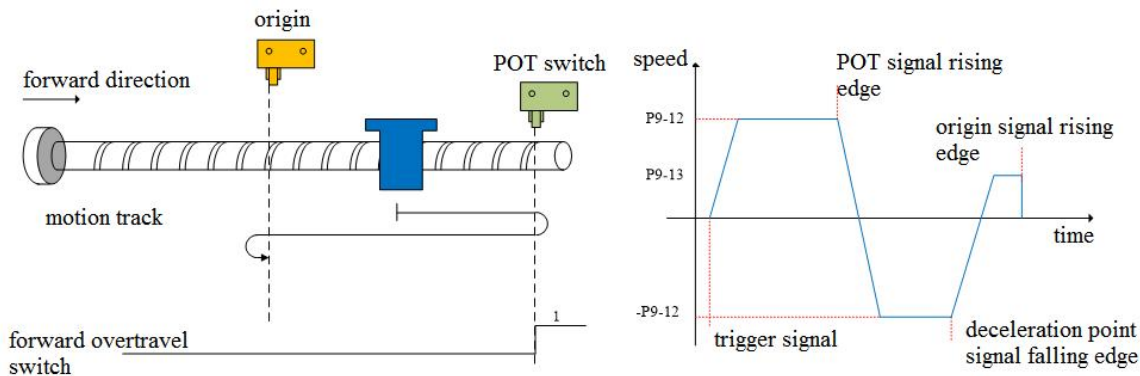 origin
forward direction
POT switch
motion track
1
forward overtravel
switch
speed
POT signal rising
edge
P9-12
origin signal rising
edge
P9-13
time
-P9-12
trigger signal
deceleration point
signal falling edge